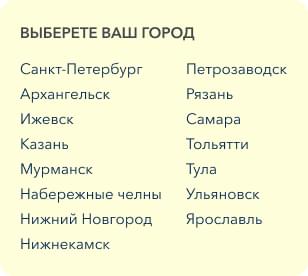 ВЫБЕРЕТЕ ВАШ ГОРОД
Санкт-Петербург
Архангельск
Ижевск
Казань
Мурманск
Набережные челны
Нижний Новгород
Нижнекамск
Петрозаводск
Рязань
Самара
Тольятти
Тула
Ульяновск
Ярославль